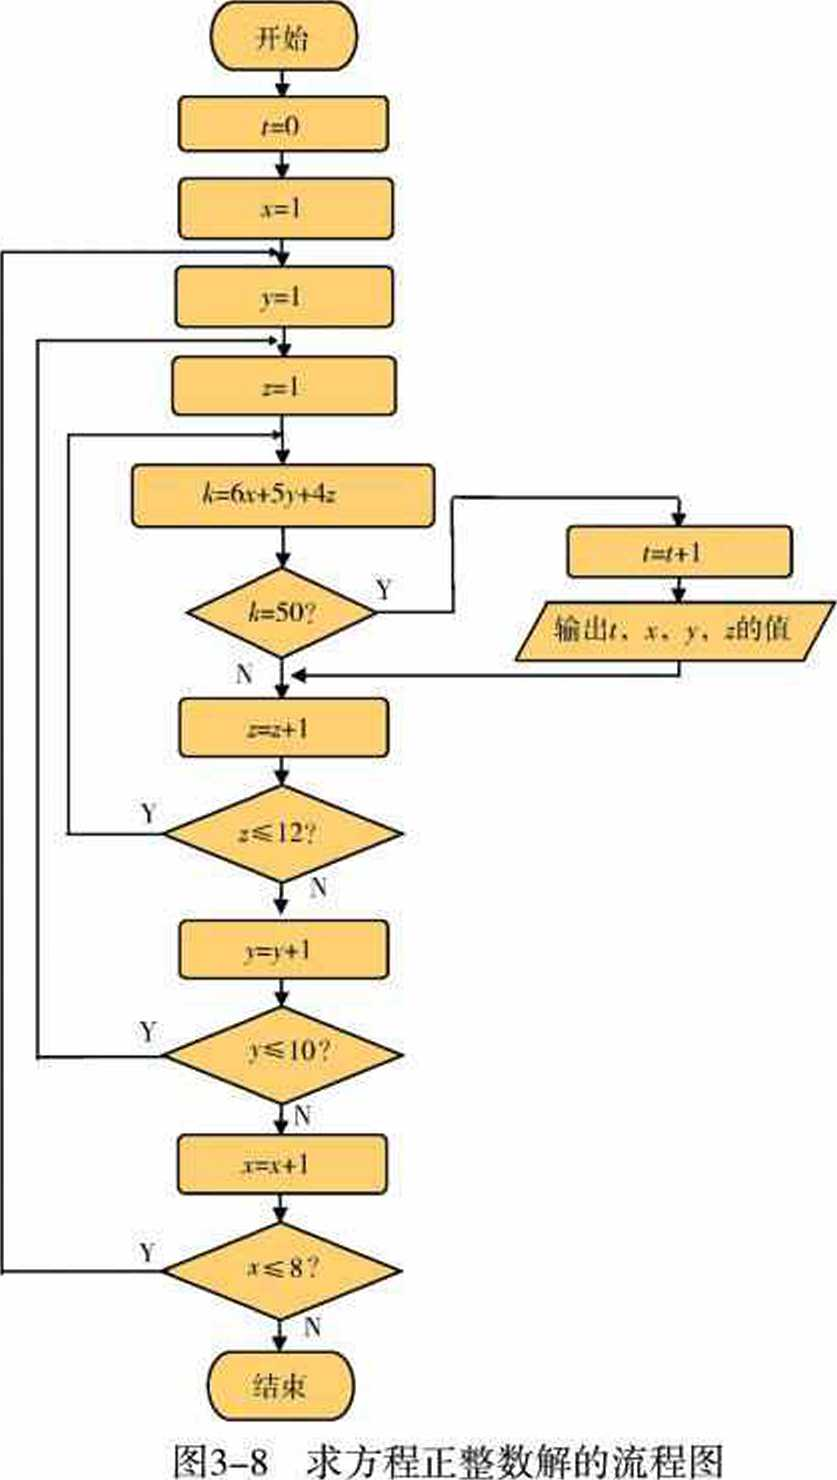 开始
t=0
x=1
y=1
z=1
k=6x+5y+4z
k=50?
Y
t=t+1
输出t、x、y、z的值
N
z=z+1
z≤12?
Y
N
y=y+1
y≤10?
Y
N
x=x+1
x≤8?
Y
N
结束
图3-8 求方程正整数解的流程图